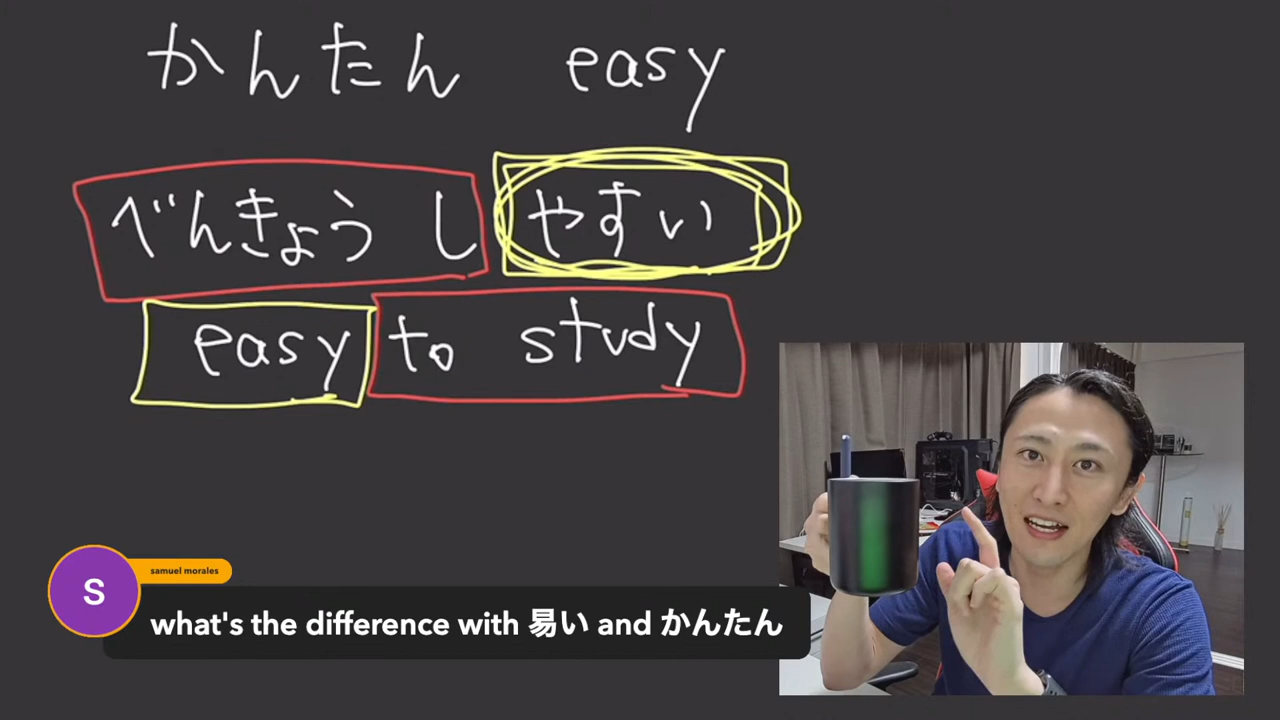 かんたん easy
べんきょう し やすい
easy to study
S
samuel morales
what's the difference with 易い and かんたん